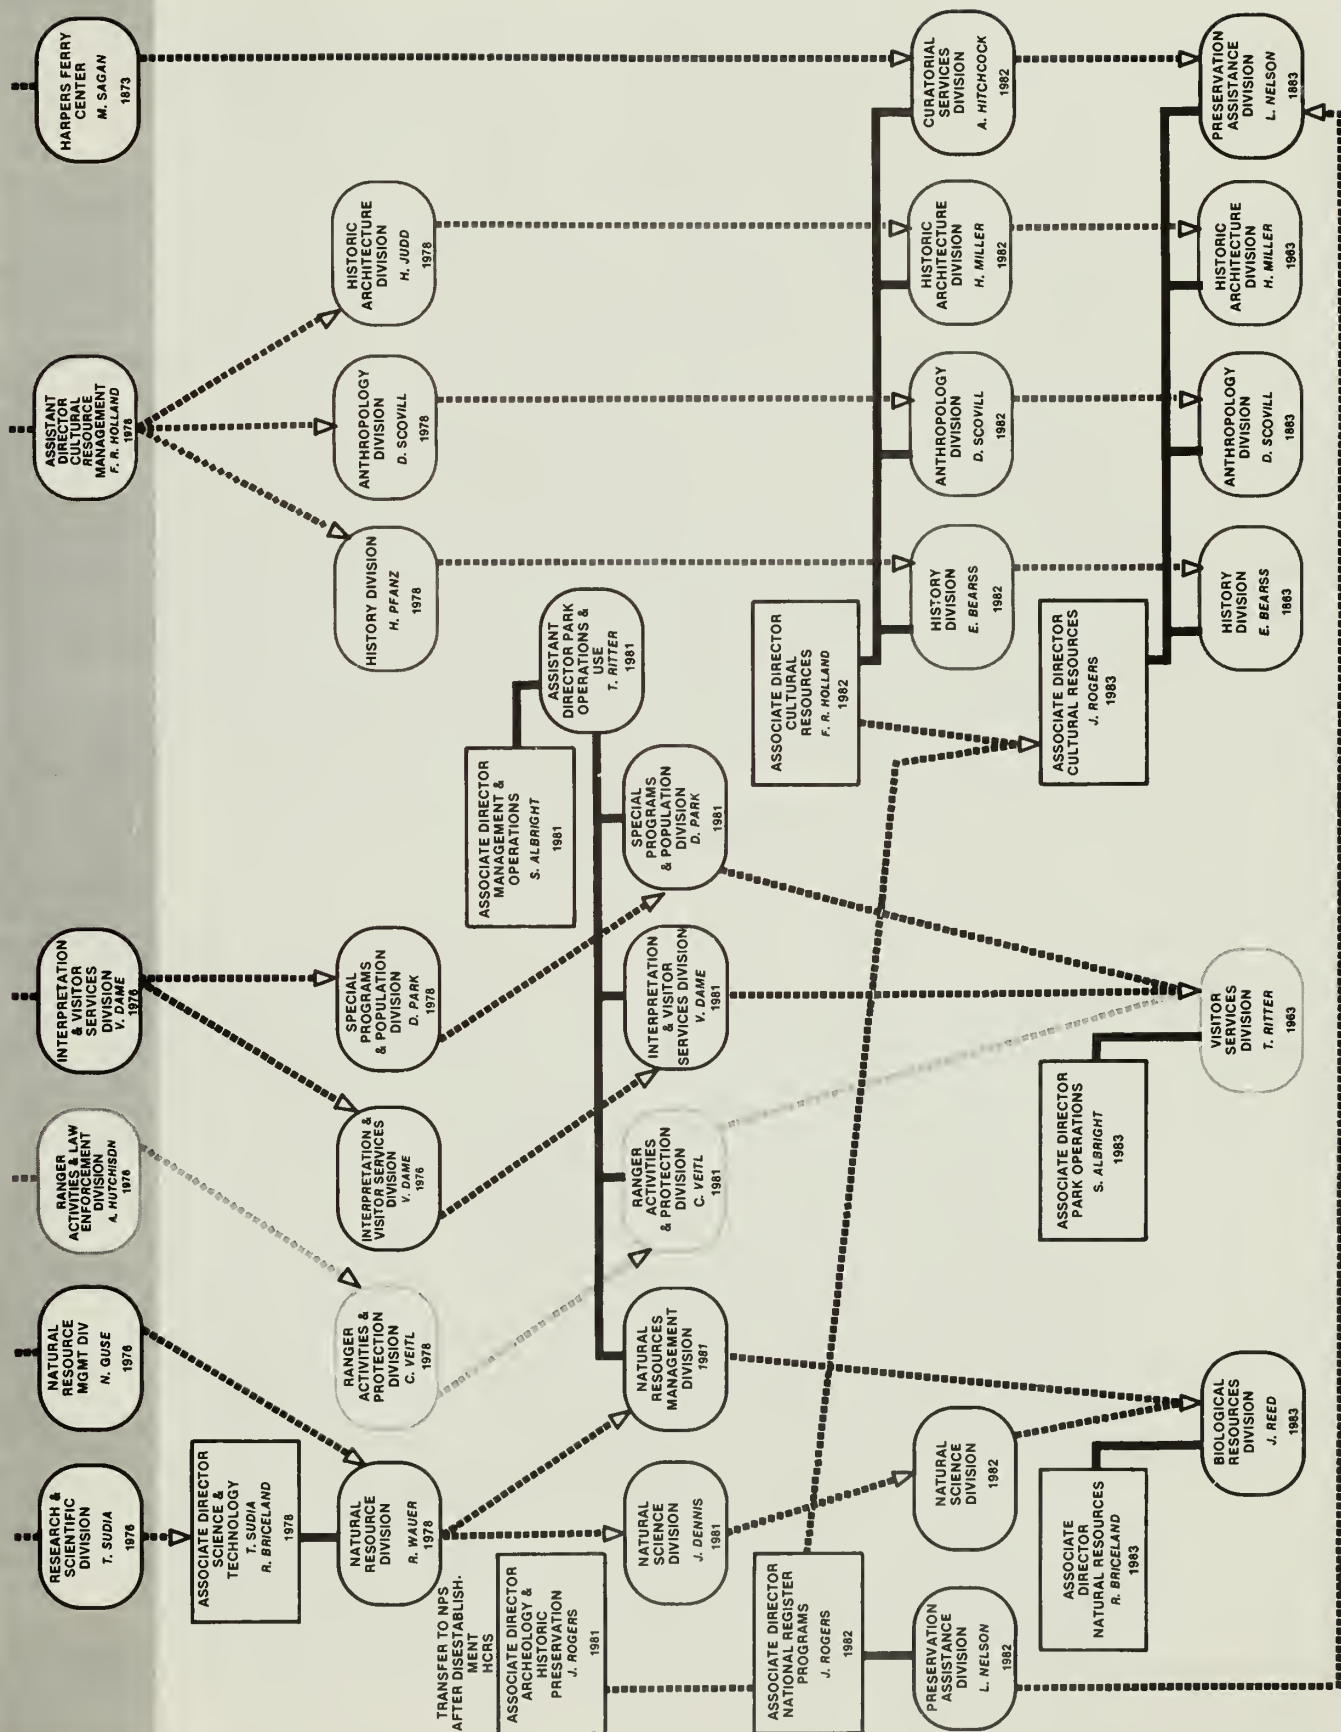 RESEARCH &
SCIENTIFIC
DIVISION
T. SUDIA
1976
NATURAL
RESOURCE
MGMT DIV
N. GUSE
1976
RANGER
ACTIVITIES & LAW
ENFORCEMENT
DIVISION
A. HUTCHISON
1976
INTERPRETATION
& VISITOR
SERVICES
DIVISION
V. DAME
1976
ASSISTANT
DIRECTOR
CULTURAL
RESOURCE
MANAGEMENT
F. R. HOLLAND
1978
HARPERS FERRY
CENTER
M. SAGAN
1873
ASSOCIATE DIRECTOR
SCIENCE &
TECHNOLOGY
T. SUDIA
R. BRICELAND
1978
NATURAL
RESOURCE
DIVISION
R. WAUER
1978
RANGER
ACTIVITIES &
PROTECTION
DIVISION
C. VEITL
1978
INTERPRETATION &
VISITOR SERVICES
DIVISION
V. DAME
1976
SPECIAL
PROGRAMS
& POPULATION
DIVISION
D. PARK
1978
HISTORY DIVISION
H. PFANZ
1978
ANTHROPOLOGY
DIVISION
D. SCOVILL
1978
HISTORIC
ARCHITECTURE
DIVISION
H. JUDD
1978
TRANSFER TO NPS
AFTER DISESTABLISH-
MENT
HCRS
ASSOCIATE DIRECTOR
ARCHEOLOGY &
HISTORIC
PRESERVATION
J. ROGERS
1981
ASSOCIATE DIRECTOR
MANAGEMENT &
OPERATIONS
S. ALBRIGHT
1981
ASSISTANT
DIRECTOR PARK
OPERATIONS &
USE
T. RITTER
1981
NATURAL
SCIENCE
DIVISION
J. DENNIS
1981
NATURAL
RESOURCES
MANAGEMENT
DIVISION
1981
RANGER
ACTIVITIES
& PROTECTION
DIVISION
C. VEITL
1981
INTERPRETATION
& VISITOR
SERVICES DIVISION
V. DAME
1981
SPECIAL
PROGRAMS
& POPULATION
DIVISION
D. PARK
1981
ASSOCIATE DIRECTOR
NATIONAL REGISTER
PROGRAMS
J. ROGERS
1982
ASSOCIATE DIRECTOR
CULTURAL
RESOURCES
F. R. HOLLAND
1982
PRESERVATION
ASSISTANCE
DIVISION
L. NELSON
1982
NATURAL
SCIENCE
DIVISION
1982
HISTORY
DIVISION
E. BEARSS
1982
ANTHROPOLOGY
DIVISION
D. SCOVILL
1982
HISTORIC
ARCHITECTURE
DIVISION
H. MILLER
1982
CURATORIAL
SERVICES
DIVISION
A. HITCHCOCK
1982
ASSOCIATE
DIRECTOR
NATURAL RESOURCES
R. BRICELAND
1983
ASSOCIATE DIRECTOR
PARK OPERATIONS
S. ALBRIGHT
1983
ASSOCIATE DIRECTOR
CULTURAL RESOURCES
J. ROGERS
1983
BIOLOGICAL
RESOURCES
DIVISION
J. REED
1983
VISITOR
SERVICES
DIVISION
T. RITTER
1963
HISTORY
DIVISION
E. BEARSS
1863
ANTHROPOLOGY
DIVISION
D. SCOVILL
1883
HISTORIC
ARCHITECTURE
DIVISION
H. MILLER
1963
PRESERVATION
ASSISTANCE
DIVISION
L. NELSON
1883